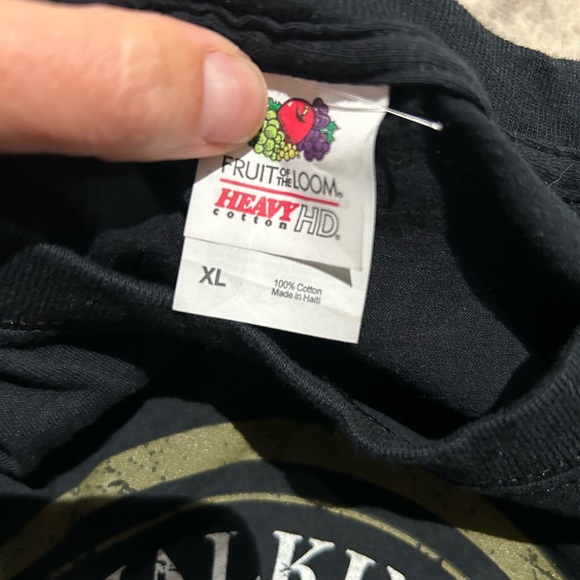 FRUIT OF THE LOOM®
HEAVY
cotton HD®
XL
100% Cotton
Made in Haiti